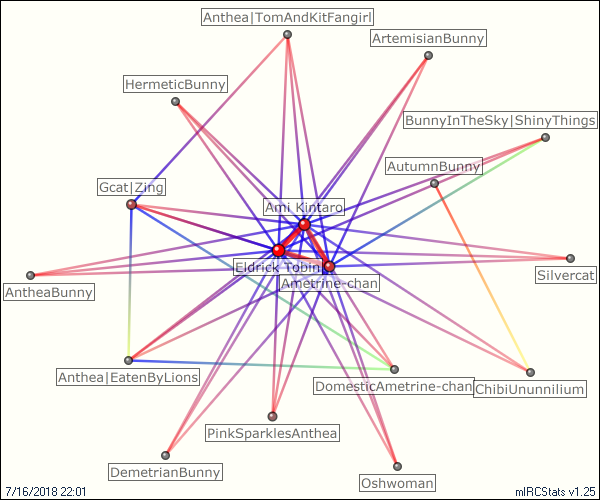 Anthea|TomAndKitFangirl
ArtemisianBunny
HermeticBunny
BunnyInTheSky|ShinyThings
AutumnBunny
Gcat|Zing
Ami Kintaro
Eldrick Tobin
Ametrine-chan
Silvercat
AntheaBunny
Anthea|EatenByLions
DomesticAmetrine-chan
ChibiUnunnilium
PinkSparklesAnthea
DemetrianBunny
Oshwoman
7/16/2018 22:01
mIRCStats v1.25